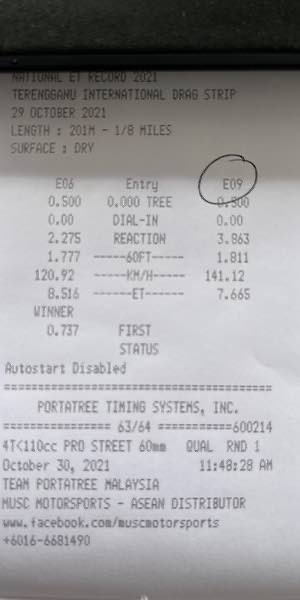 NATIONAL ET RECORD 2021
TERENGGANU INTERNATIONAL DRAG STRIP
29 OCTOBER 2021
LENGTH : 201M - 1/8 MILES
SURFACE : DRY
E06 Entry E09
0.500 0.000 TREE 0.500
0.00 DIAL-IN 0.00
2.275 REACTION 3.863
1.777 -----60FT----- 1.811
120.92 -----KM/H----- 141.12
8.516 ------ET------ 7.665
WINNER
0.737 FIRST
STATUS
Autostart Disabled
========================================
PORTATREE TIMING SYSTEMS, INC.
================ 63/64 ===========600214
4T<110cc PRO STREET 60mm QUAL RND 1
October 30, 2021 11:48:28 AM
TEAM PORTATREE MALAYSIA
MUSC MOTORSPORTS - ASEAN DISTRIBUTOR
www.facebook.com/muscmotorsports
+6016-6681490